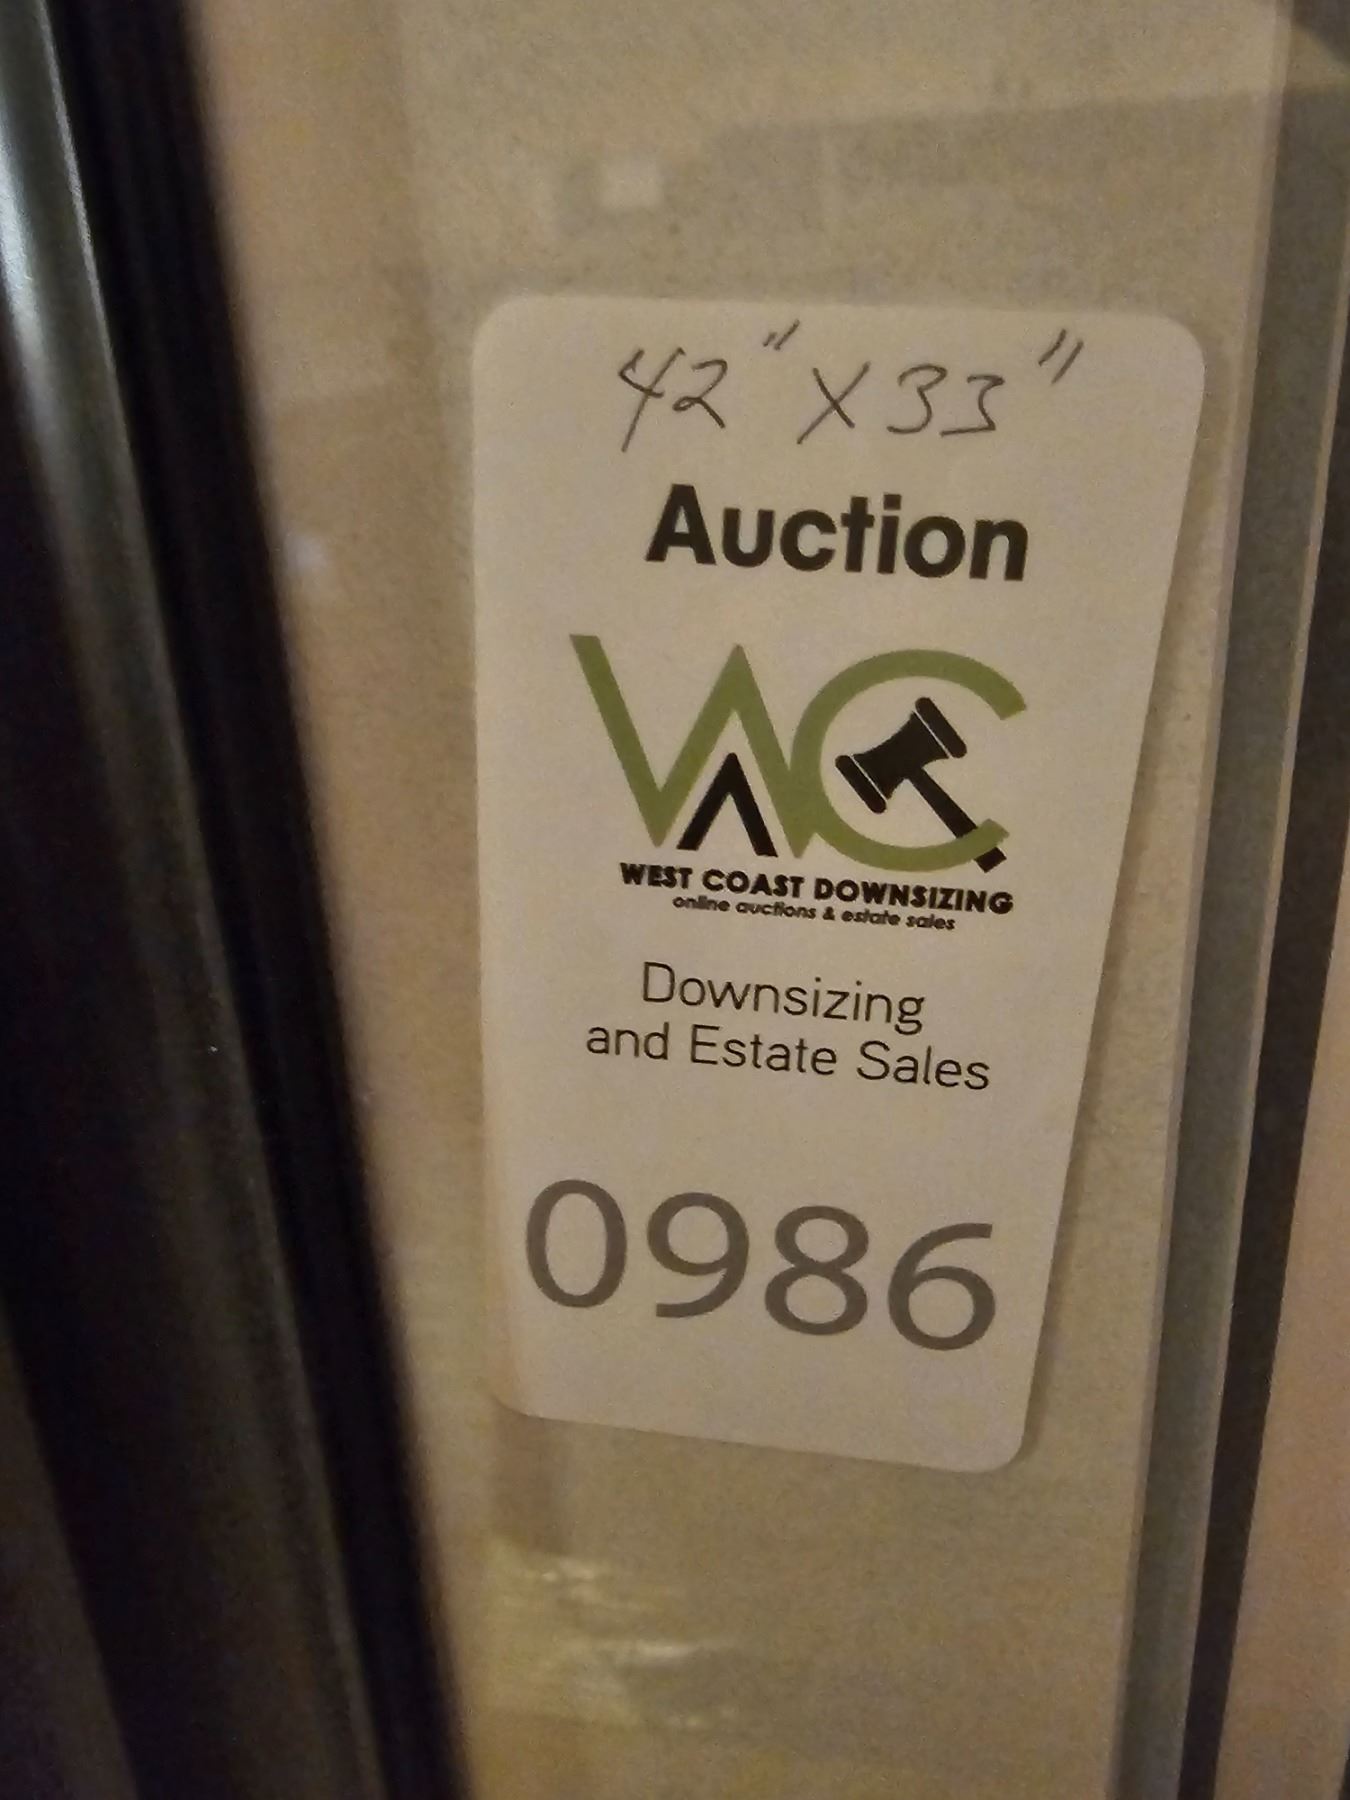 42" X 33"
Auction
WC
WEST COAST DOWNSIZING
online auctions & estate sales
Downsizing
and Estate Sales
0986